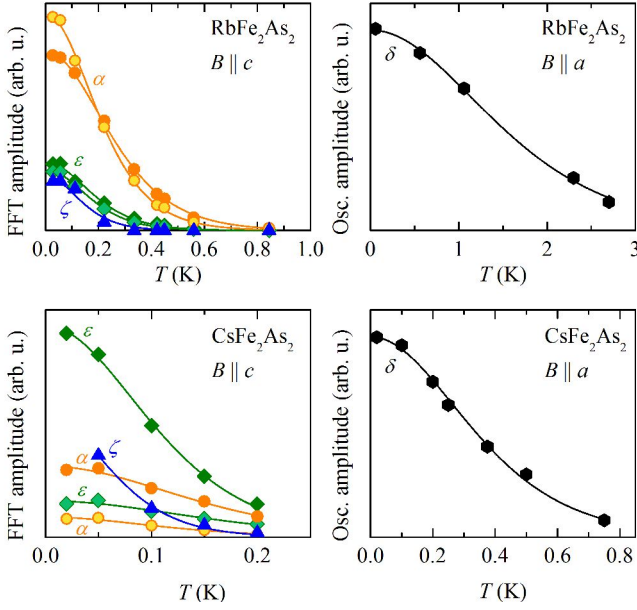 FFT amplitude (arb. u.)
RbFe₂As₂
B || c
α
ε
ζ
0.0 0.2 0.4 0.6 0.8 1.0
T (K)
Osc. amplitude (arb. u.)
RbFe₂As₂
B || a
δ
0 1 2 3
T (K)
FFT amplitude (arb. u.)
CsFe₂As₂
B || c
ε
α
ζ
ε
α
0.0 0.1 0.2
T (K)
Osc. amplitude (arb. u.)
CsFe₂As₂
B || a
δ
0.0 0.2 0.4 0.6 0.8
T (K)